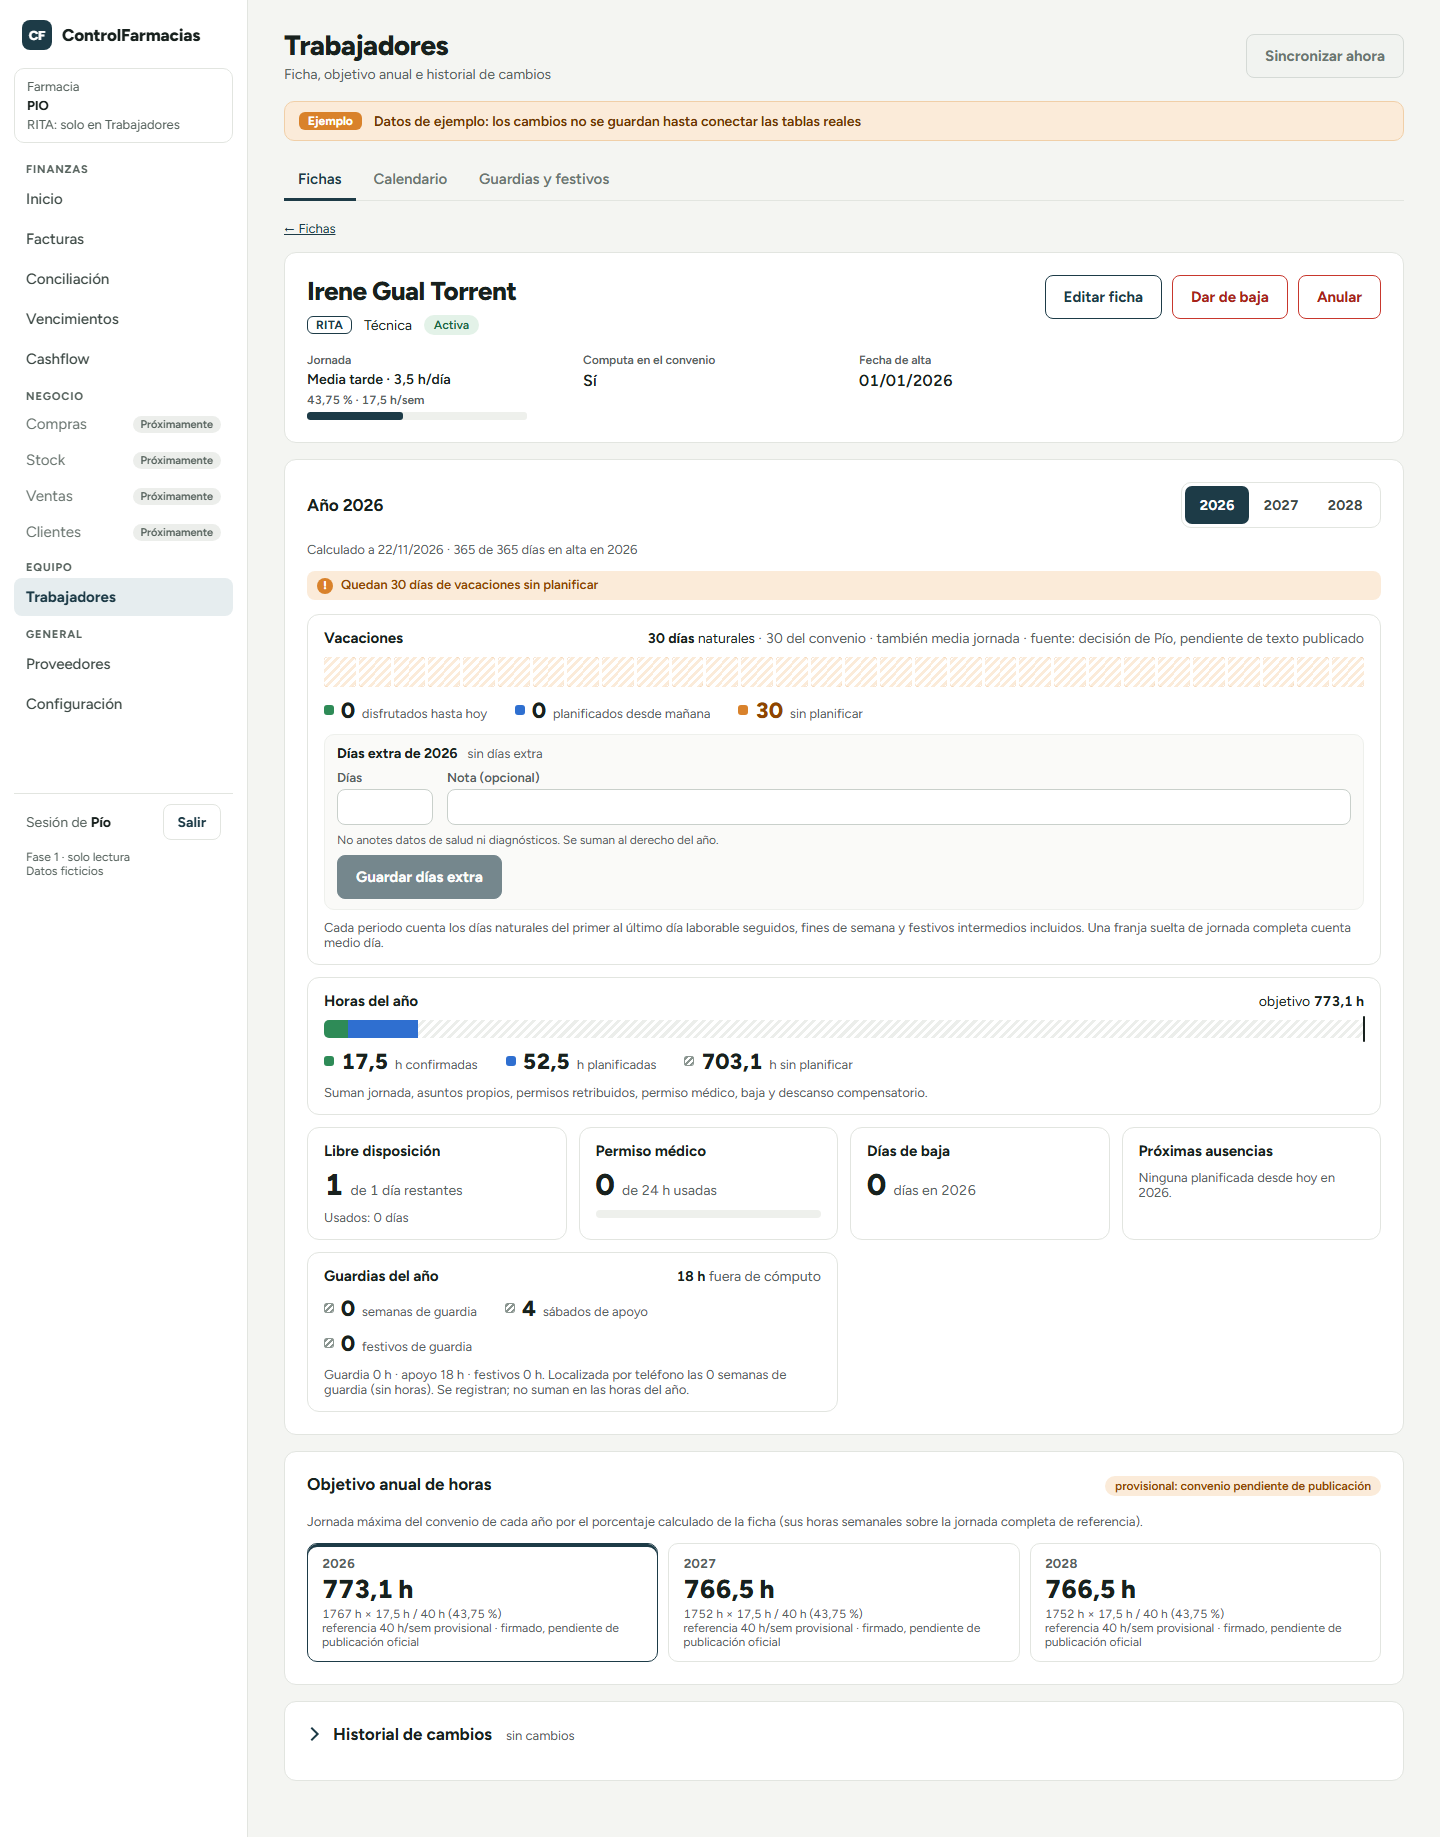 CF ControlFarmacias
Farmacia
PIO
RITA: solo en Trabajadores
FINANZAS
Inicio
Facturas
Conciliación
Vencimientos
Cashflow
NEGOCIO
Compras Próximamente
Stock Próximamente
Ventas Próximamente
Clientes Próximamente
EQUIPO
Trabajadores
GENERAL
Proveedores
Configuración
Sesión de Pío Salir
Fase 1 · solo lectura
Datos ficticios
Trabajadores
Ficha, objetivo anual e historial de cambios
Sincronizar ahora
Ejemplo Datos de ejemplo: los cambios no se guardan hasta conectar las tablas reales
Fichas Calendario Guardias y festivos
← Fichas
Irene Gual Torrent
RITA Técnica Activa
Editar ficha Dar de baja Anular
Jornada
Media tarde · 3,5 h/día
43,75 % · 17,5 h/sem
Computa en el convenio
Sí
Fecha de alta
01/01/2026
Año 2026
2026 2027 2028
Calculado a 22/11/2026 · 365 de 365 días en alta en 2026
! Quedan 30 días de vacaciones sin planificar
Vacaciones
30 días naturales · 30 del convenio · también media jornada · fuente: decisión de Pío, pendiente de texto publicado
0 disfrutados hasta hoy 0 planificados desde mañana 30 sin planificar
Días extra de 2026 sin días extra
Días Nota (opcional)
No anotes datos de salud ni diagnósticos. Se suman al derecho del año.
Guardar días extra
Cada periodo cuenta los días naturales del primer al último día laborable seguidos, fines de semana y festivos intermedios incluidos. Una franja suelta de jornada completa cuenta
medio día.
Horas del año objetivo 773,1 h
17,5 h confirmadas 52,5 h planificadas 703,1 h sin planificar
Suman jornada, asuntos propios, permisos retribuidos, permiso médico, baja y descanso compensatorio.
Libre disposición
1 de 1 día restantes
Usados: 0 días
Permiso médico
0 de 24 h usadas
Días de baja
0 días en 2026
Próximas ausencias
Ninguna planificada desde hoy en
2026.
Guardias del año 18 h fuera de cómputo
0 semanas de guardia 4 sábados de apoyo
0 festivos de guardia
Guardia 0 h · apoyo 18 h · festivos 0 h. Localizada por teléfono las 0 semanas de
guardia (sin horas). Se registran; no suman en las horas del año.
Objetivo anual de horas
provisional: convenio pendiente de publicación
Jornada máxima del convenio de cada año por el porcentaje calculado de la ficha (sus horas semanales sobre la jornada completa de referencia).
2026
773,1 h
1767 h × 17,5 h / 40 h (43,75 %)
referencia 40 h/sem provisional · firmado, pendiente de
publicación oficial
2027
766,5 h
1752 h × 17,5 h / 40 h (43,75 %)
referencia 40 h/sem provisional · firmado, pendiente de
publicación oficial
2028
766,5 h
1752 h × 17,5 h / 40 h (43,75 %)
referencia 40 h/sem provisional · firmado, pendiente de
publicación oficial
Historial de cambios sin cambios